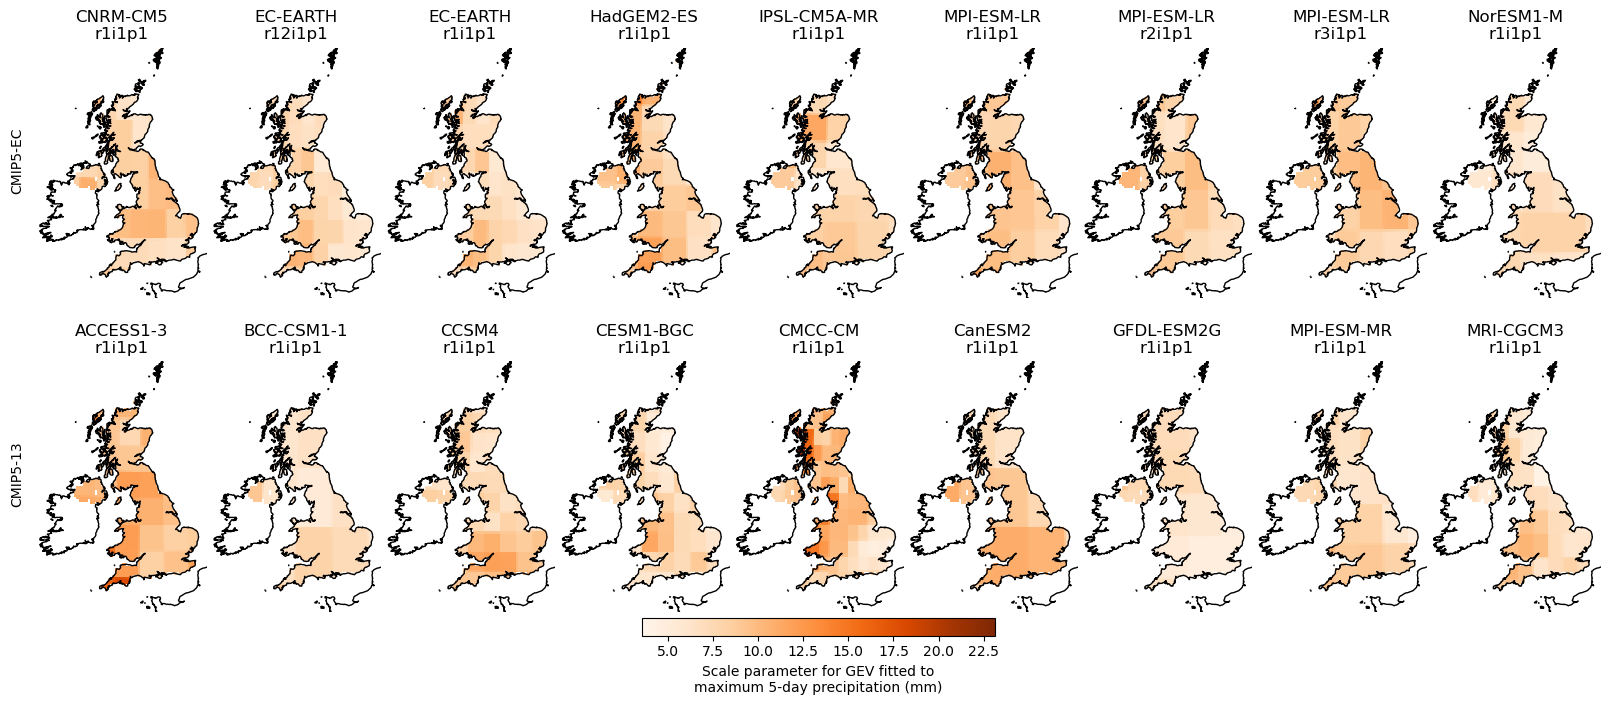 CNRM-CM5
r1i1p1
EC-EARTH
r12i1p1
EC-EARTH
r1i1p1
HadGEM2-ES
r1i1p1
IPSL-CM5A-MR
r1i1p1
MPI-ESM-LR
r1i1p1
MPI-ESM-LR
r2i1p1
MPI-ESM-LR
r3i1p1
NorESM1-M
r1i1p1
CMIP5-EC
ACCESS1-3
r1i1p1
BCC-CSM1-1
r1i1p1
CCSM4
r1i1p1
CESM1-BGC
r1i1p1
CMCC-CM
r1i1p1
CanESM2
r1i1p1
GFDL-ESM2G
r1i1p1
MPI-ESM-MR
r1i1p1
MRI-CGCM3
r1i1p1
CMIP5-13
5.0 7.5 10.0 12.5 15.0 17.5 20.0 22.5
Scale parameter for GEV fitted to
maximum 5-day precipitation (mm)